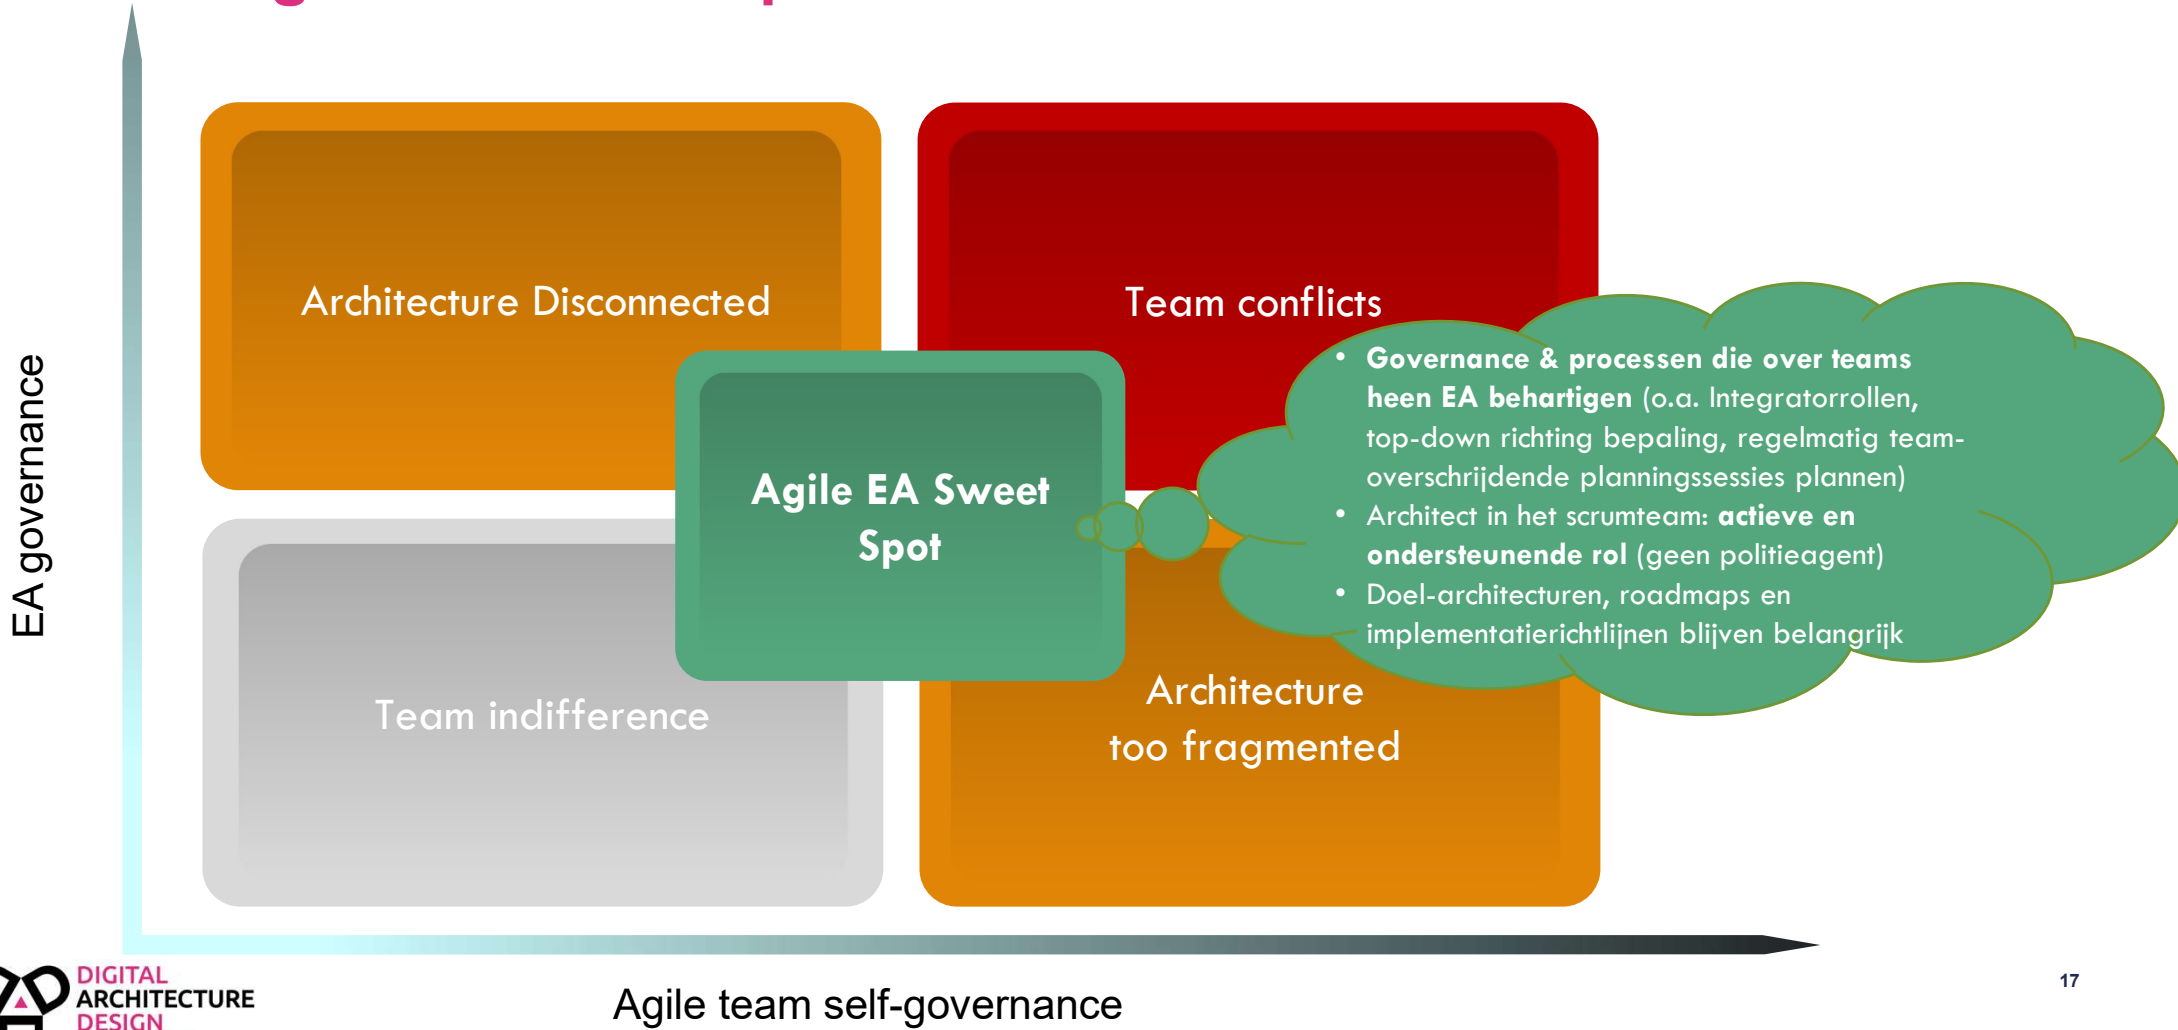 Architecture Disconnected
Team conflicts
EA governance
• Governance & processen die over teams
heen EA behartigen (o.a. Integratorrollen,
top-down richting bepaling, regelmatig team-
overschrijdende planningssessies plannen)
• Architect in het scrumteam: actieve en
ondersteunende rol (geen politieagent)
• Doel-architecturen, roadmaps en
implementatierichtlijnen blijven belangrijk
Agile EA Sweet
Spot
Team indifference
Architecture
too fragmented
DIGITAL
ARCHITECTURE
DESIGN
Agile team self-governance
17